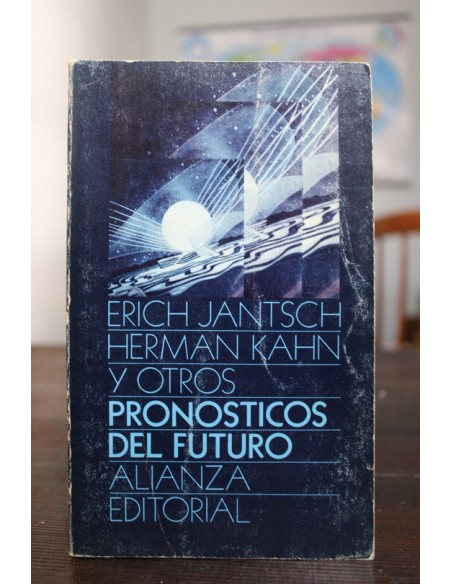 ERICH JANTSCH
HERMAN KAHN
Y OTROS
PRONOSTICOS
DEL FUTURO
ALIANZA
EDITORIAL